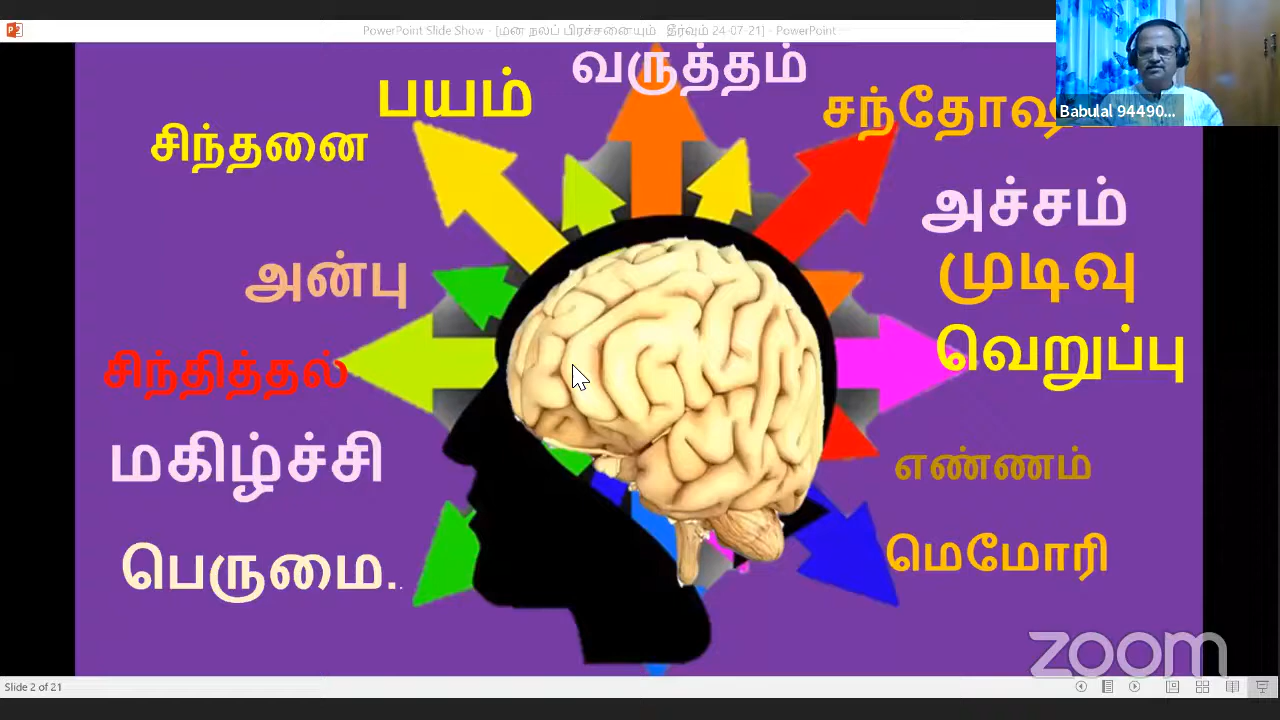 PowerPoint Slide Show - [மன நலப் பிரச்சனையும் தீர்வும் 24-07-21] - PowerPoint
Babulal 94490...
வருத்தம்
பயம்
சிந்தனை
அன்பு
சிந்தித்தல்
மகிழ்ச்சி
பெருமை..
அச்சம்
முடிவு
வெறுப்பு
எண்ணம்
மெமோரி
zoom
Slide 2 of 21